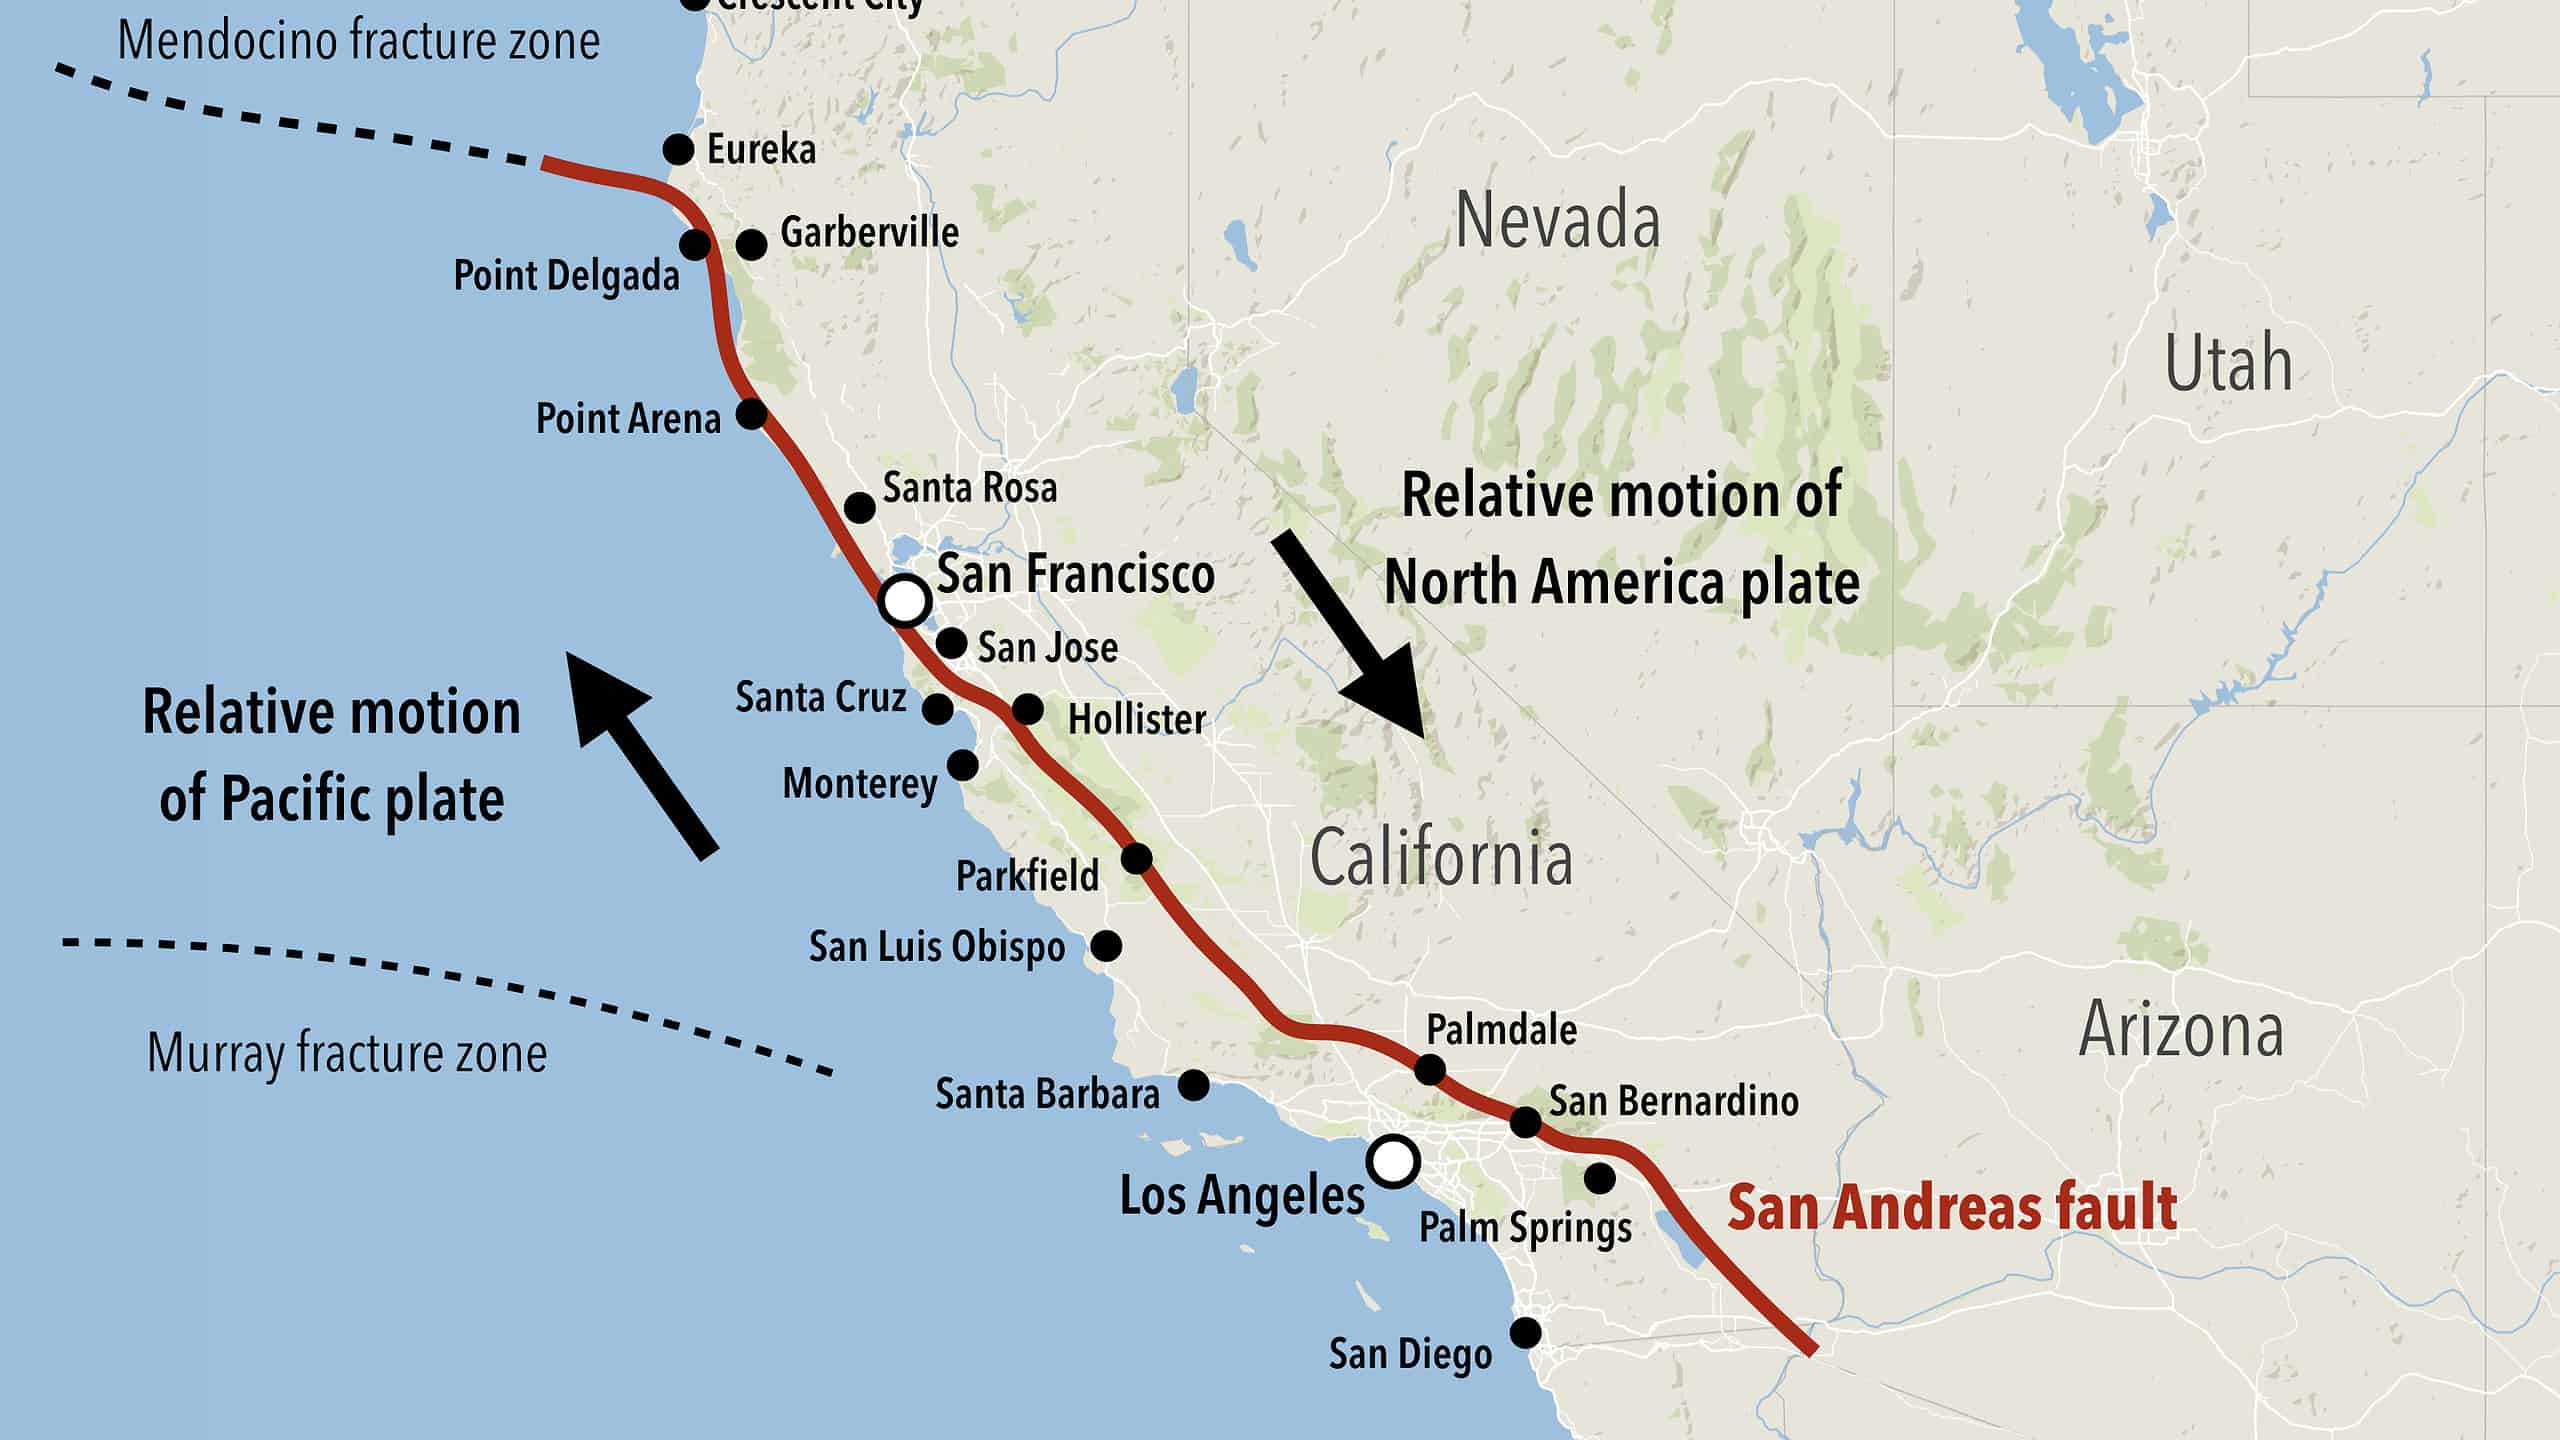 Crescent City
Mendocino fracture zone
Eureka
Garberville
Point Delgada
Nevada
Utah
Point Arena
Santa Rosa
Relative motion of
North America plate
San Francisco
San Jose
Santa Cruz
Hollister
Relative motion
of Pacific plate
Monterey
California
Parkfield
San Luis Obispo
Arizona
Murray fracture zone
Palmdale
Santa Barbara
San Bernardino
Los Angeles
Palm Springs
San Andreas fault
San Diego